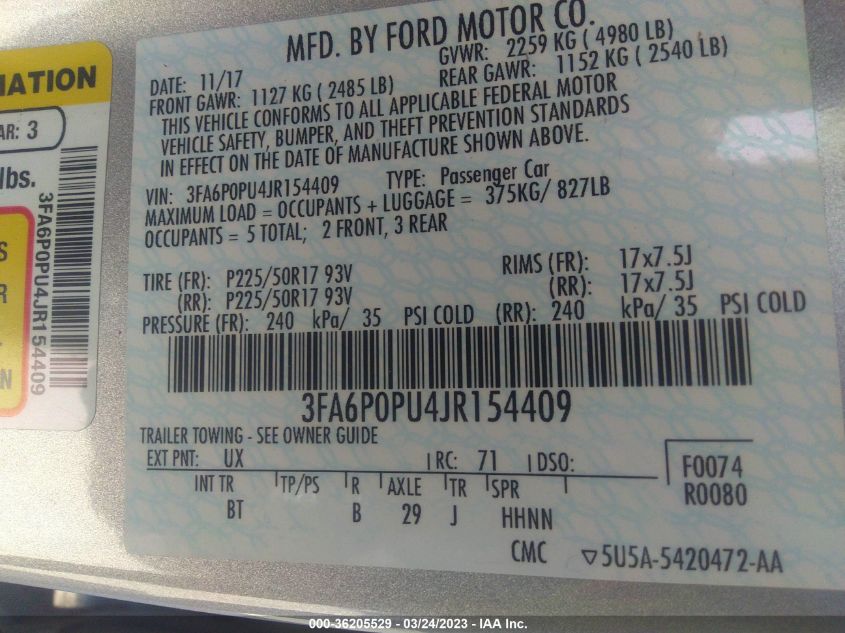 MFD. BY FORD MOTOR CO.
DATE: 11/17 GVWR: 2259 KG ( 4980 LB)
FRONT GAWR: 1127 KG ( 2485 LB) REAR GAWR: 1152 KG ( 2540 LB)
THIS VEHICLE CONFORMS TO ALL APPLICABLE FEDERAL MOTOR
VEHICLE SAFETY, BUMPER, AND THEFT PREVENTION STANDARDS
IN EFFECT ON THE DATE OF MANUFACTURE SHOWN ABOVE.
VIN: 3FA6P0PU4JR154409 TYPE: Passenger Car
MAXIMUM LOAD = OCCUPANTS + LUGGAGE = 375KG/ 827LB
OCCUPANTS = 5 TOTAL; 2 FRONT, 3 REAR
TIRE (FR): P225/50R17 93V RIMS (FR): 17x7.5J
(RR): P225/50R17 93V (RR): 17x7.5J
PRESSURE (FR): 240 kPa/ 35 PSI COLD (RR): 240 kPa/ 35 PSI COLD
3FA6P0PU4JR154409
TRAILER TOWING - SEE OWNER GUIDE
EXT PNT: UX RC: 71 DSO:
F0074
R0080
INT TR TP/PS R AXLE TR SPR
BT B 29 J HHNN
CMC ▽5U5A-5420472-AA
MATION
AR: 3
lbs.
3FA6P0PU4JR154409
S
R
N
000-36205529 - 03/24/2023 - IAA Inc.